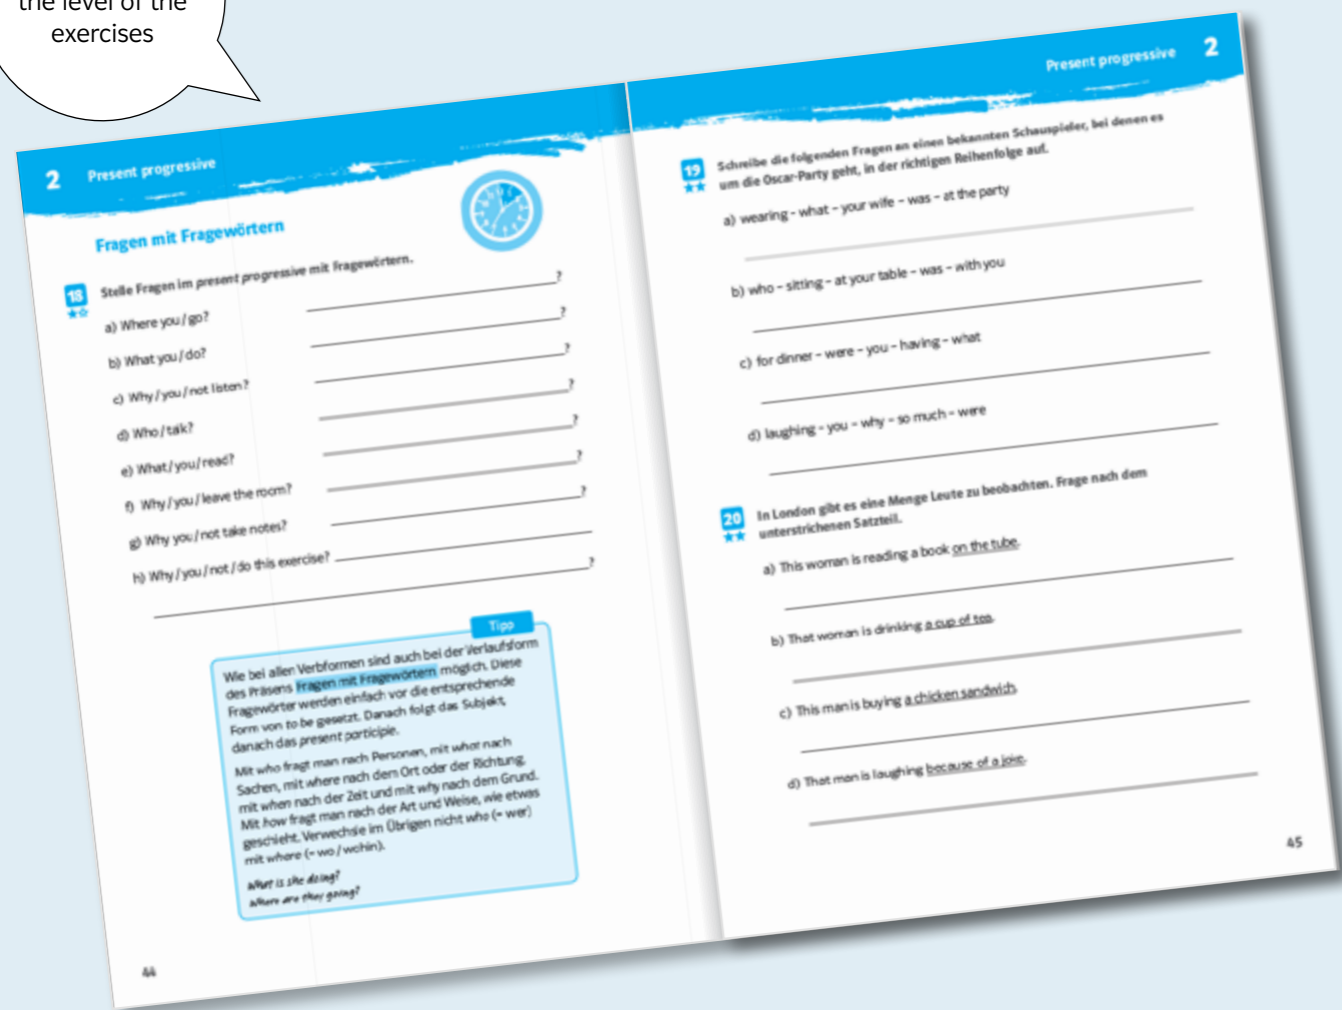 the level of the
exercises
2 Present progressive
Fragen mit Fragewörtern
18 Stelle Fragen im present progressive mit Fragewörtern.
a) Where you / go? ?
b) What you / do? ?
c) Why / you / not listen? ?
d) Who / talk? ?
e) What / you / read? ?
f) Why / you / leave the room? ?
g) Why you / not take notes? ?
h) Why / you / not / do this exercise?
?
Tipp
Wie bei allen Verbformen sind auch bei der Verlaufsform
des Präsens Fragen mit Fragewörtern möglich. Diese
Fragewörter werden einfach vor die entsprechende
Form von to be gesetzt. Danach folgt das Subjekt,
danach das present participle.
Mit who fragt man nach Personen, mit what nach
Sachen, mit where nach dem Ort oder der Richtung,
mit when nach der Zeit und mit why nach dem Grund.
Mit how fragt man nach der Art und Weise, wie etwas
geschieht. Verwechsle im Übrigen nicht who (= wer)
mit where (= wo / wohin).
What is she doing?
Where are they going?
44
Present progressive 2
19 Schreibe die folgenden Fragen an einen bekannten Schauspieler, bei denen es
um die Oscar-Party geht, in der richtigen Reihenfolge auf.
a) wearing – what – your wife – was – at the party
b) who – sitting – at your table – was – with you
c) for dinner – were – you – having – what
d) laughing – you – why – so much – were
20 In London gibt es eine Menge Leute zu beobachten. Frage nach dem
unterstrichenen Satzteil.
a) This woman is reading a book on the tube.
b) That woman is drinking a cup of tea.
c) This man is buying a chicken sandwich.
d) That man is laughing because of a joke.
45